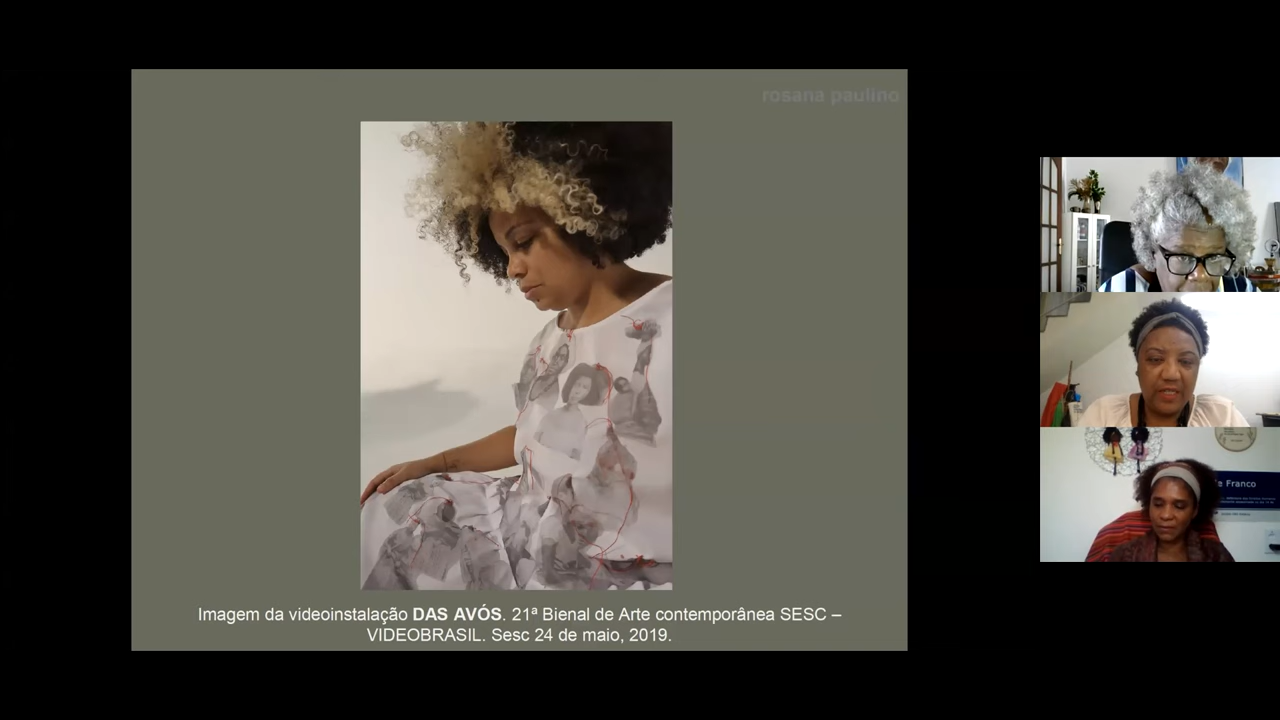 rosana paulino
Imagem da videoinstalação DAS AVÓS. 21ª Bienal de Arte contemporânea SESC –
VIDEOBRASIL. Sesc 24 de maio, 2019.
Franco